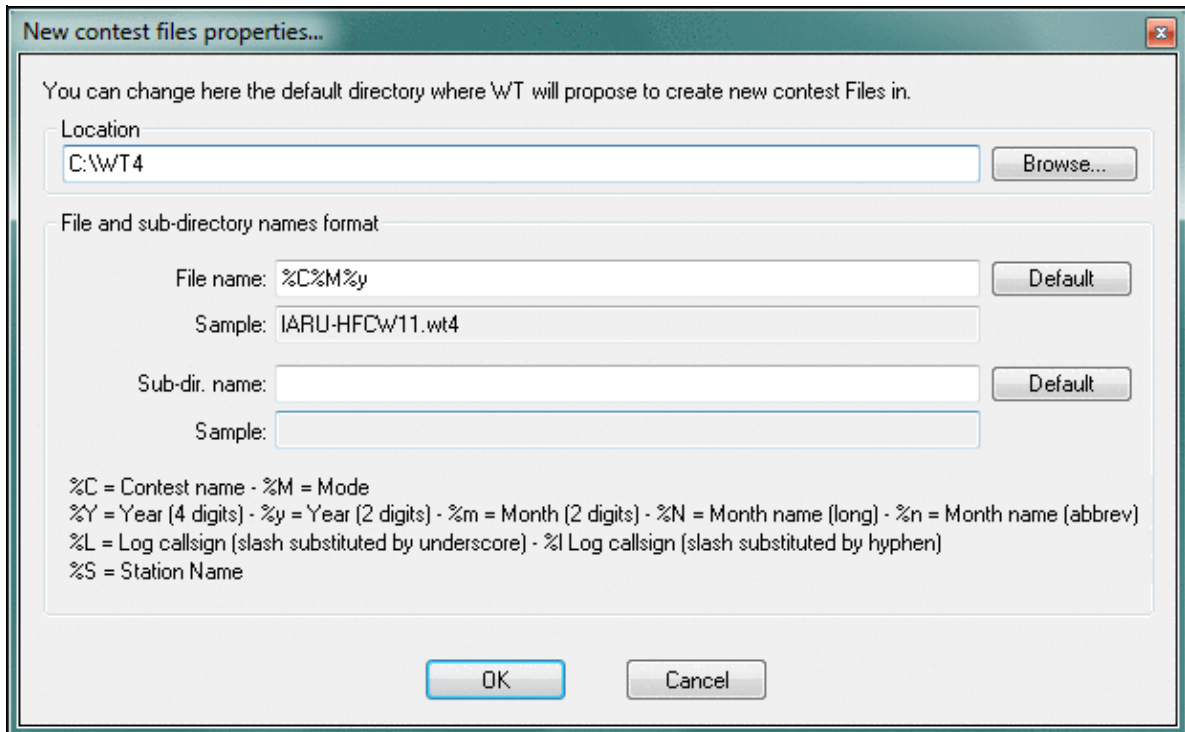 New contest files properties...
You can change here the default directory where WT will propose to create new contest Files in.
Location
C:\WT4
Browse...
File and sub-directory names format
File name: %C%M%y Default
Sample: IARU-HFCW11.wt4
Sub-dir. name: Default
Sample:
%C = Contest name - %M = Mode
%Y = Year (4 digits) - %y = Year (2 digits) - %m = Month (2 digits) - %N = Month name (long) - %n = Month name (abbrev)
%L = Log callsign (slash substituted by underscore) - %l Log callsign (slash substituted by hyphen)
%S = Station Name
OK Cancel